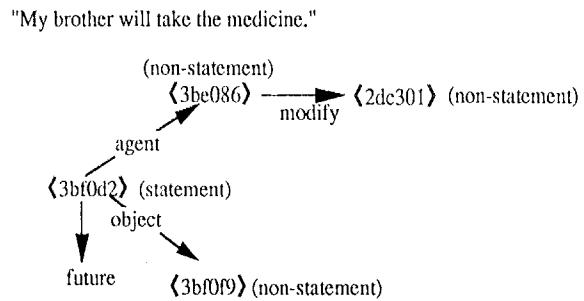 "My brother will take the medicine."
(non-statement)
⟨3be086⟩ ⟨2dc301⟩ (non-statement)
modify
agent
⟨3bf0d2⟩ (statement)
object
future
⟨3bf0f9⟩ (non-statement)